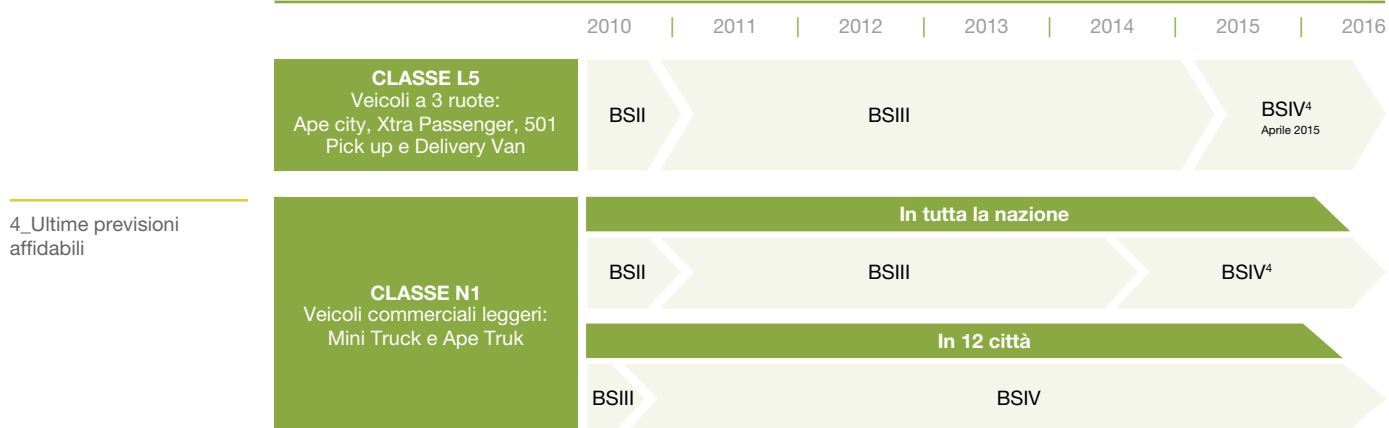 2010 | 2011 | 2012 | 2013 | 2014 | 2015 | 2016
CLASSE L5
Veicoli a 3 ruote:
Ape city, Xtra Passenger, 501
Pick up e Delivery Van
BSII
BSIII
BSIV⁴
Aprile 2015
4_Ultime previsioni
affidabili
CLASSE N1
Veicoli commerciali leggeri:
Mini Truck e Ape Truk
In tutta la nazione
BSII
BSIII
BSIV⁴
In 12 città
BSIII
BSIV